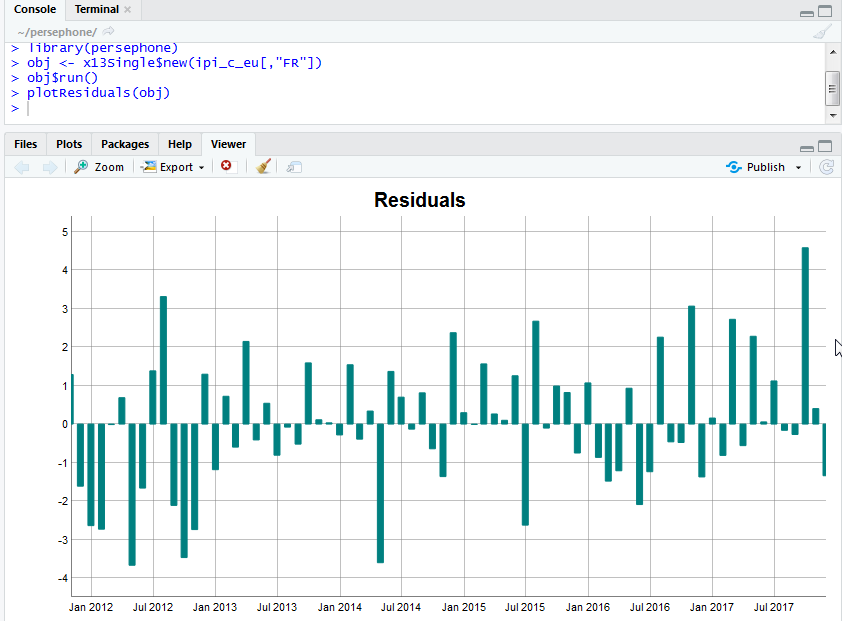 Console Terminal
~/persephone/
> library(persephone)
> obj <- x13Single$new(ipi_c_eu[,"FR"])
> obj$run()
> plotResiduals(obj)
>
Files Plots Packages Help Viewer
Zoom Export Publish
Residuals
5
4
3
2
1
0
-1
-2
-3
-4
Jan 2012 Jul 2012 Jan 2013 Jul 2013 Jan 2014 Jul 2014 Jan 2015 Jul 2015 Jan 2016 Jul 2016 Jan 2017 Jul 2017